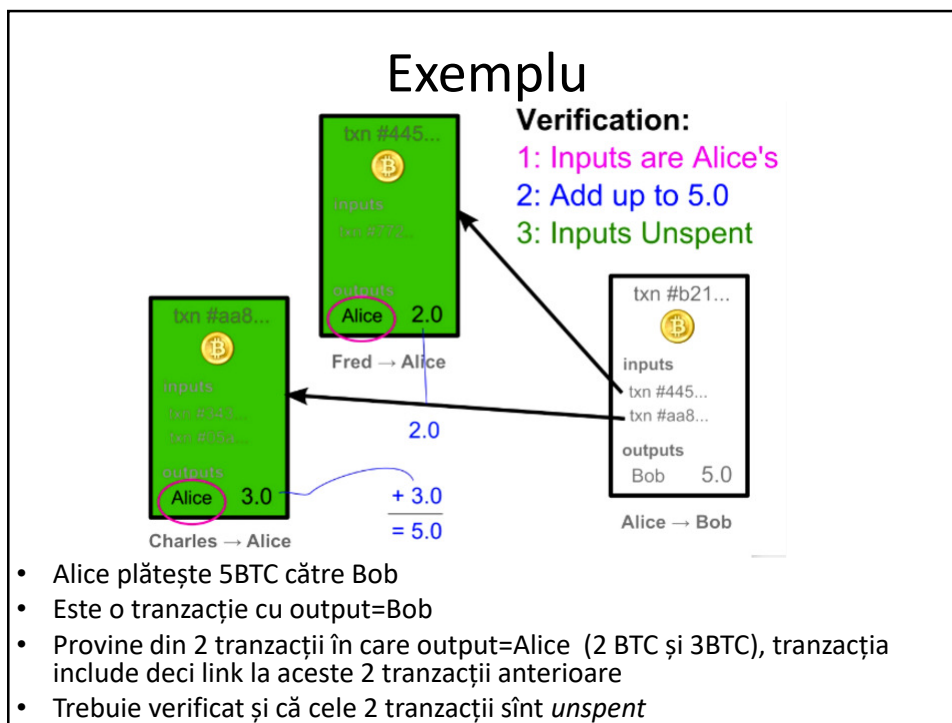 Exemplu
Verification:
1: Inputs are Alice's
2: Add up to 5.0
3: Inputs Unspent
txn #445...
inputs
outputs
Alice 2.0
Fred → Alice
txn #aa8...
inputs
outputs
Alice 3.0
Charles → Alice
2.0
+ 3.0
= 5.0
txn #b21...
inputs
txn #445...
txn #aa8...
outputs
Bob 5.0
Alice → Bob
• Alice plătește 5BTC către Bob
• Este o tranzacție cu output=Bob
• Provine din 2 tranzacții în care output=Alice (2 BTC și 3BTC), tranzacția
include deci link la aceste 2 tranzacții anterioare
• Trebuie verificat și că cele 2 tranzacții sînt unspent